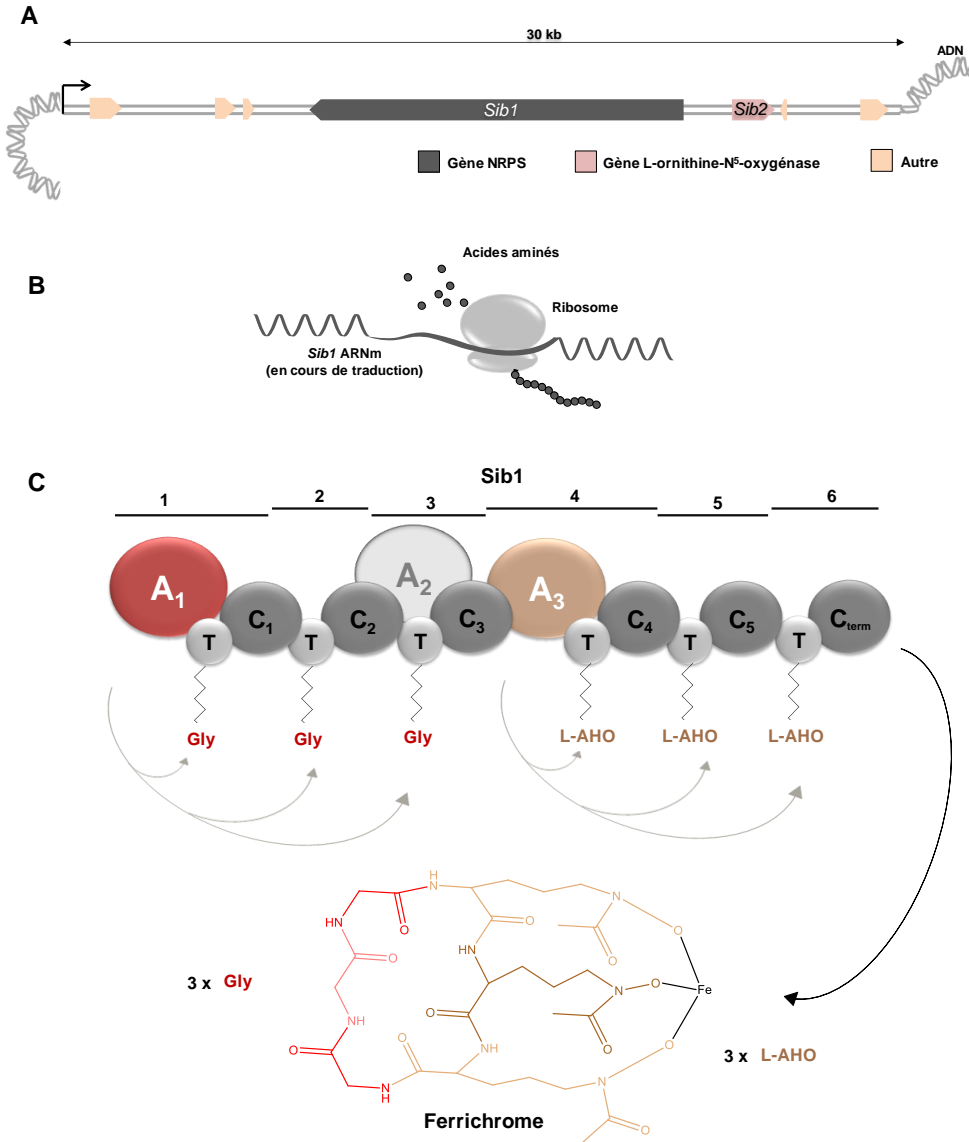 A
30 kb
ADN
Sib1
Sib2
Gène NRPS
Gène L-ornithine-N⁵-oxygénase
Autre
B
Acides aminés
Ribosome
Sib1 ARNm
(en cours de traduction)
C
Sib1
1 2 3 4 5 6
A₁ A₂ A₃
C₁ C₂ C₃ C₄ C₅ Cterm
T T T T T T
Gly Gly Gly L-AHO L-AHO L-AHO
H
N N
O
O
O
HN
O
HN
O
N O
Fe
3 x Gly
NH
O
O
NH
O
O
O
3 x L-AHO
N
H
N
O
Ferrichrome